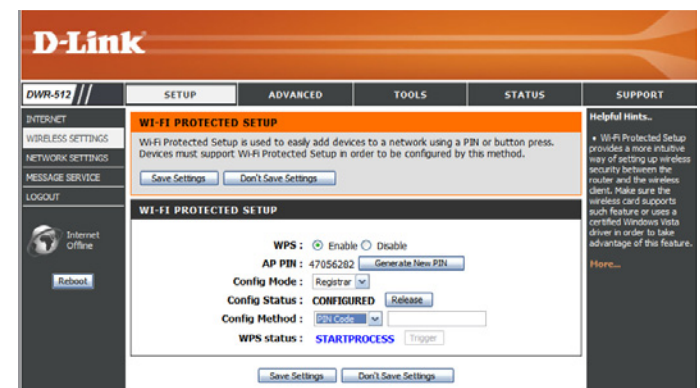 D-Link
DWR-512 SETUP ADVANCED TOOLS STATUS SUPPORT
INTERNET
WIRELESS SETTINGS
NETWORK SETTINGS
MESSAGE SERVICE
LOGOUT
Internet
Offline
Reboot
WI-FI PROTECTED SETUP
Wi-Fi Protected Setup is used to easily add devices to a network using a PIN or button press.
Devices must support Wi-Fi Protected Setup in order to be configured by this method.
Save Settings Don't Save Settings
WI-FI PROTECTED SETUP
WPS : Enable Disable
AP PIN : 47056282 Generate New PIN
Config Mode : Registrar
Config Status : CONFIGURED Release
Config Method : PIN Code
WPS status : STARTPROCESS Trigger
Save Settings Don't Save Settings
Helpful Hints..
• Wi-Fi Protected Setup
provides a more intuitive
way of setting up wireless
security between the
router and the wireless
client. Make sure the
wireless card supports
such feature or uses a
certified Windows Vista
driver in order to take
advantage of this feature.
More...